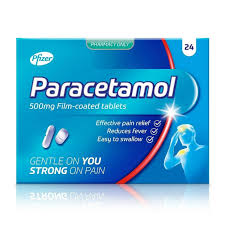 PHARMACY ONLY
24
Pfizer
Paracetamol
500mg Film-coated tablets
Effective pain relief
Reduces fever
Easy to swallow
GENTLE ON YOU
STRONG ON PAIN